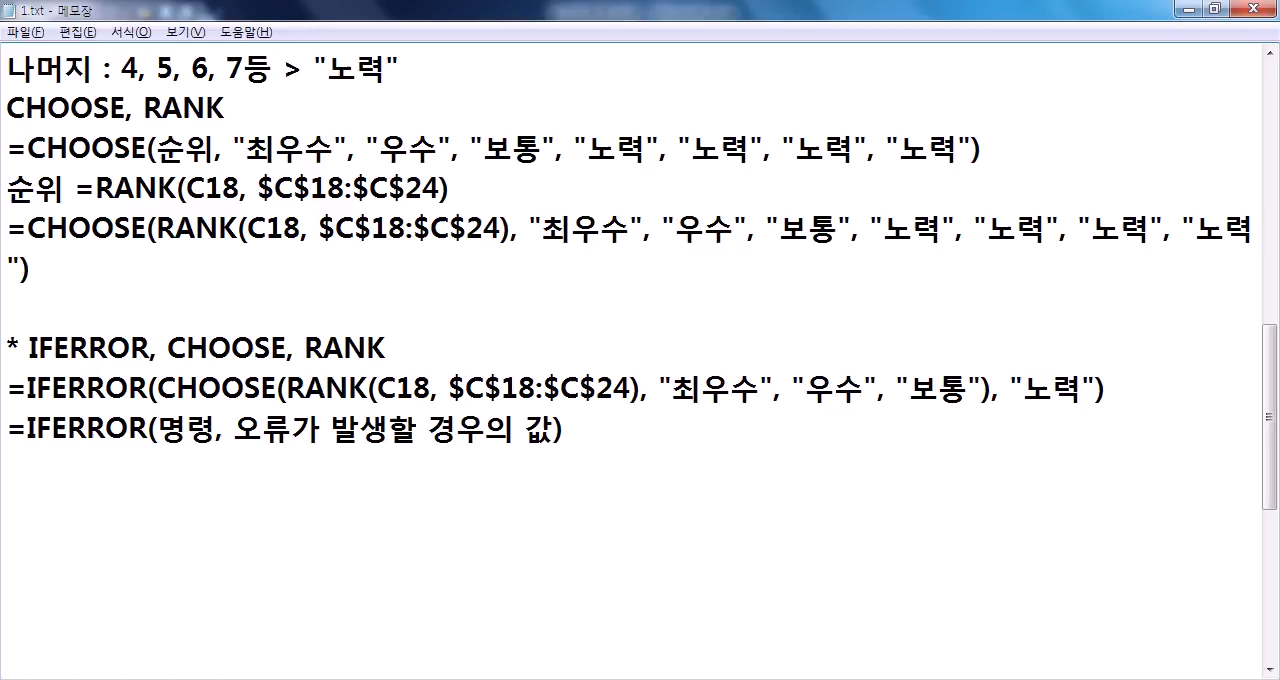 1.txt - 메모장
파일(F) 편집(E) 서식(O) 보기(V) 도움말(H)
나머지 : 4, 5, 6, 7등 > "노력"
CHOOSE, RANK
=CHOOSE(순위, "최우수", "우수", "보통", "노력", "노력", "노력", "노력")
순위 =RANK(C18, $C$18:$C$24)
=CHOOSE(RANK(C18, $C$18:$C$24), "최우수", "우수", "보통", "노력", "노력", "노력", "노력
")
* IFERROR, CHOOSE, RANK
=IFERROR(CHOOSE(RANK(C18, $C$18:$C$24), "최우수", "우수", "보통"), "노력")
=IFERROR(명령, 오류가 발생할 경우의 값)